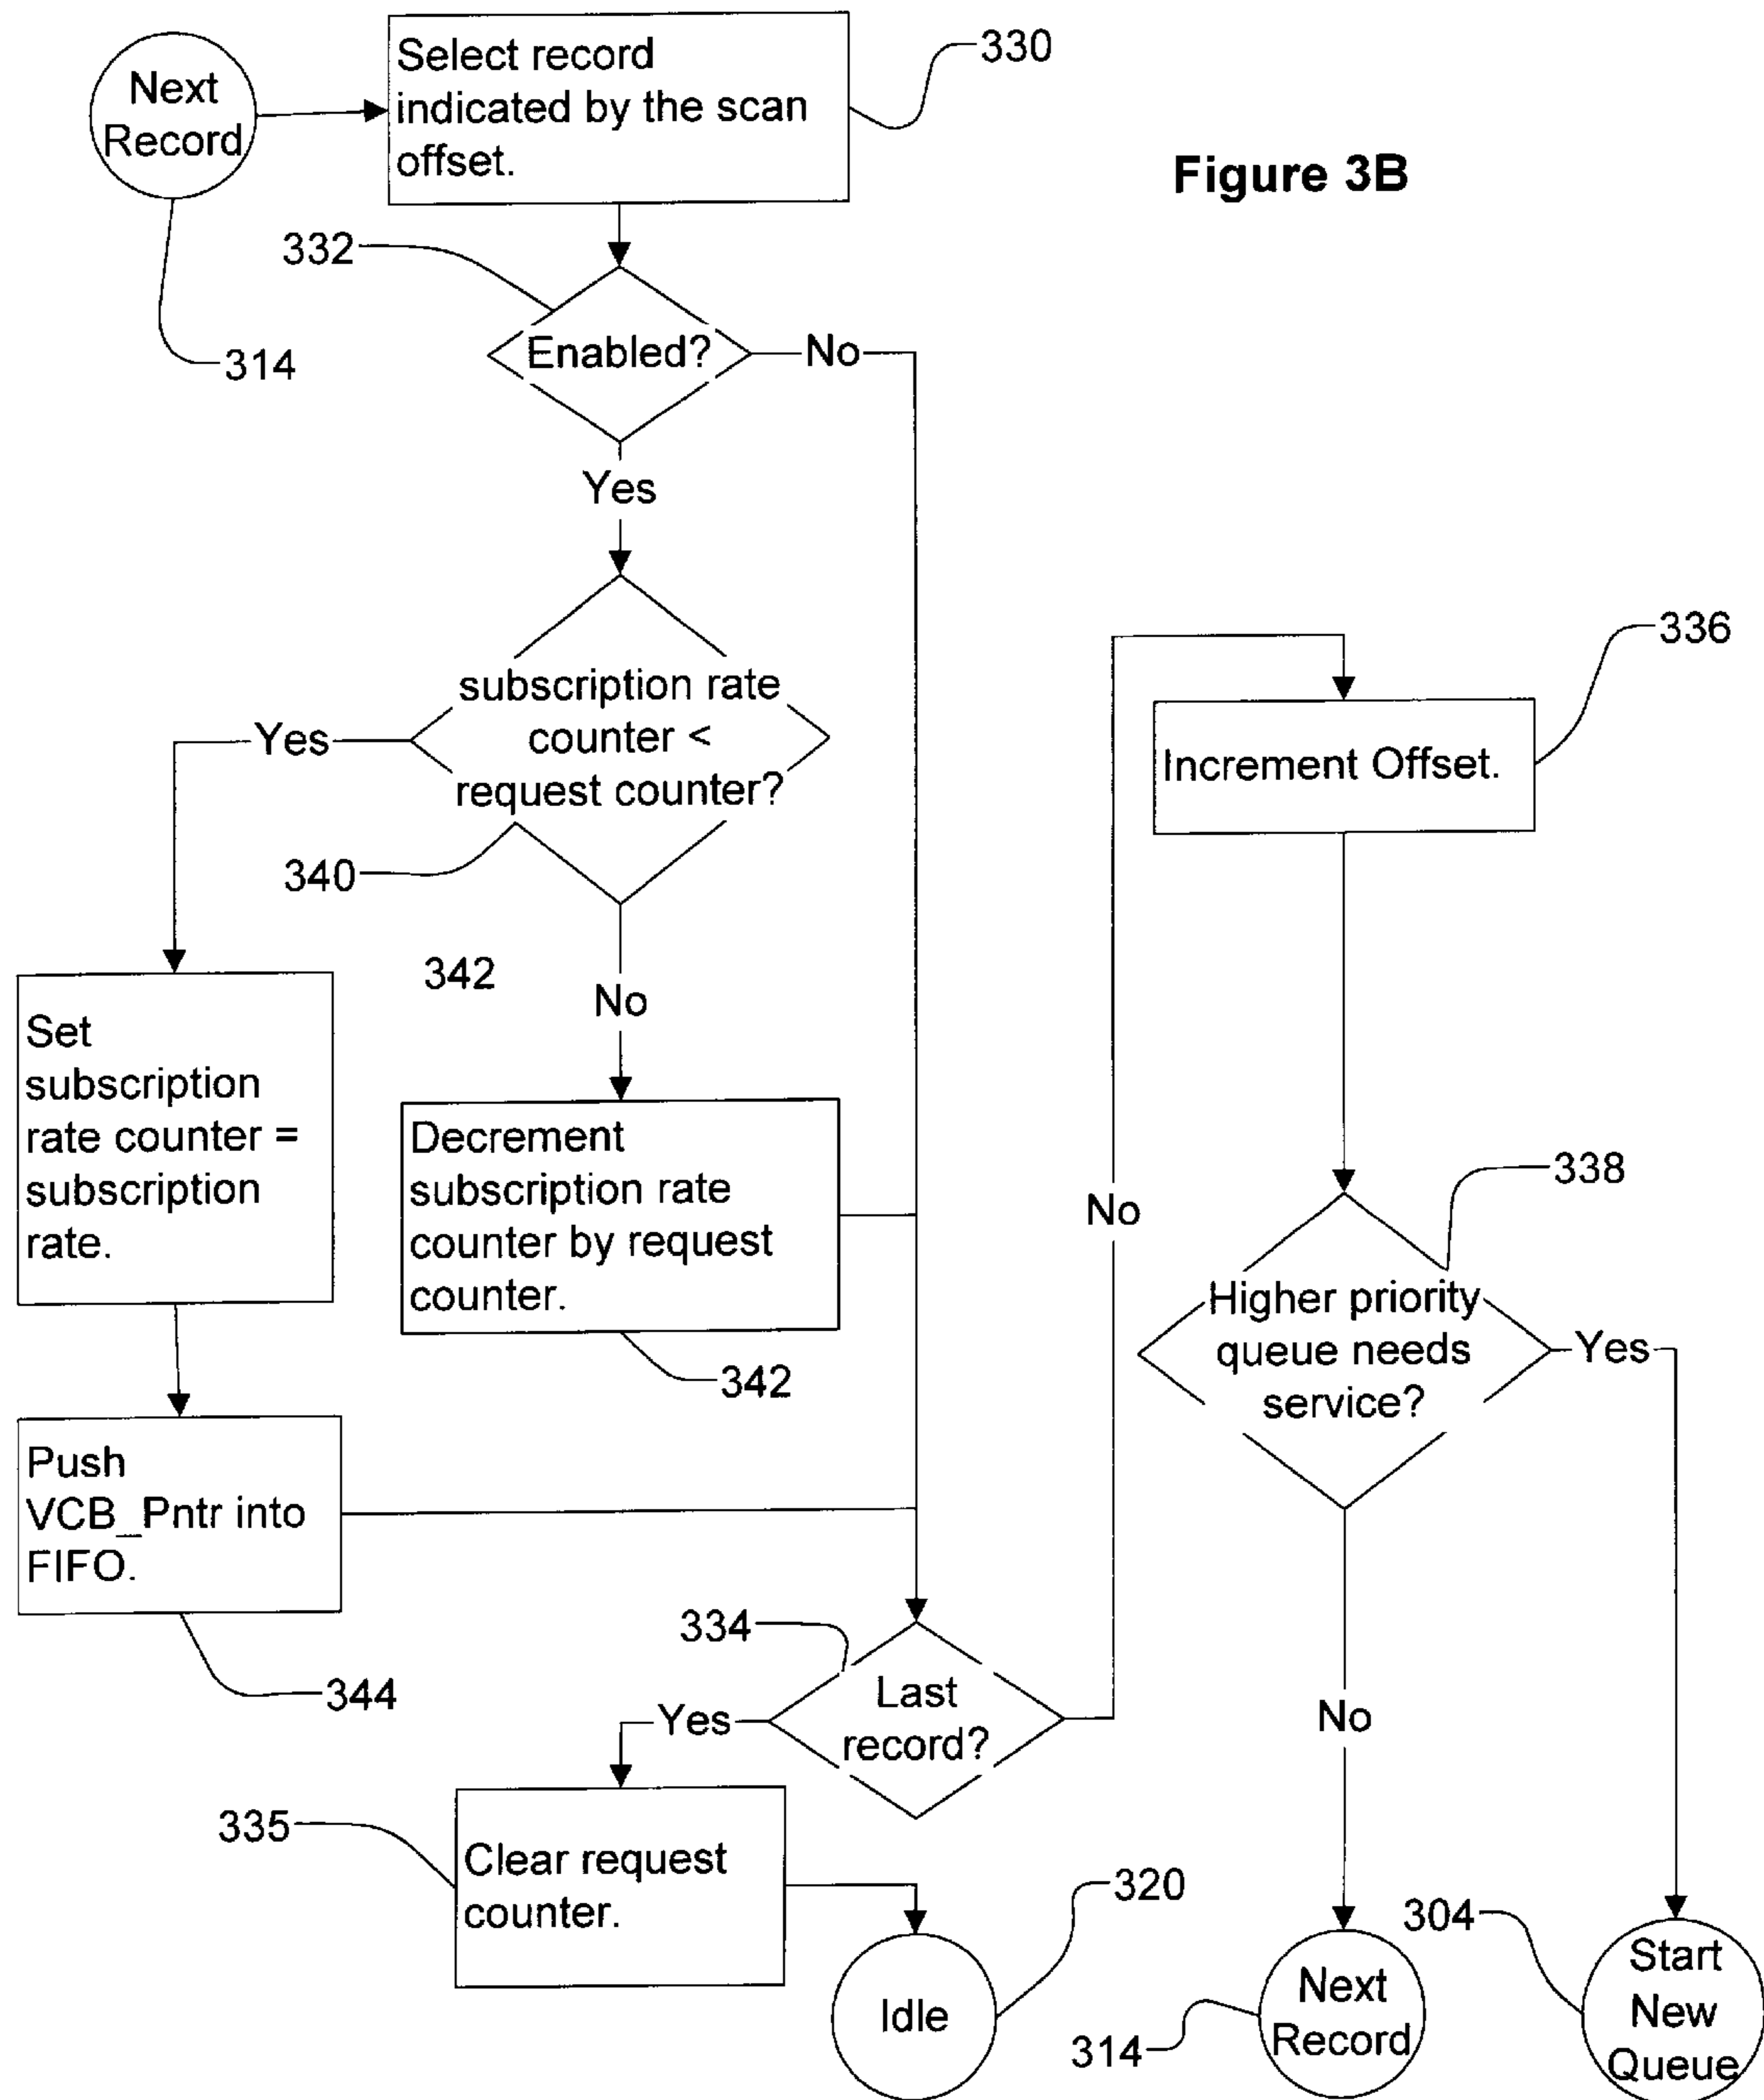 Next
Record
Select record
indicated by the scan
offset.
330
Figure 3B
332
314
Enabled?
No
Yes
subscription rate
counter <
request counter?
Yes
340
336
Increment Offset.
342
No
Set
subscription
rate counter =
subscription
rate.
Decrement
subscription rate
counter by request
counter.
342
No
338
Higher priority
queue needs
service?
Yes
Push
VCB_Pntr into
FIFO.
344
334
Last
record?
Yes
No
335
Clear request
counter.
320
Idle
314
Next
Record
304
Start
New
Queue